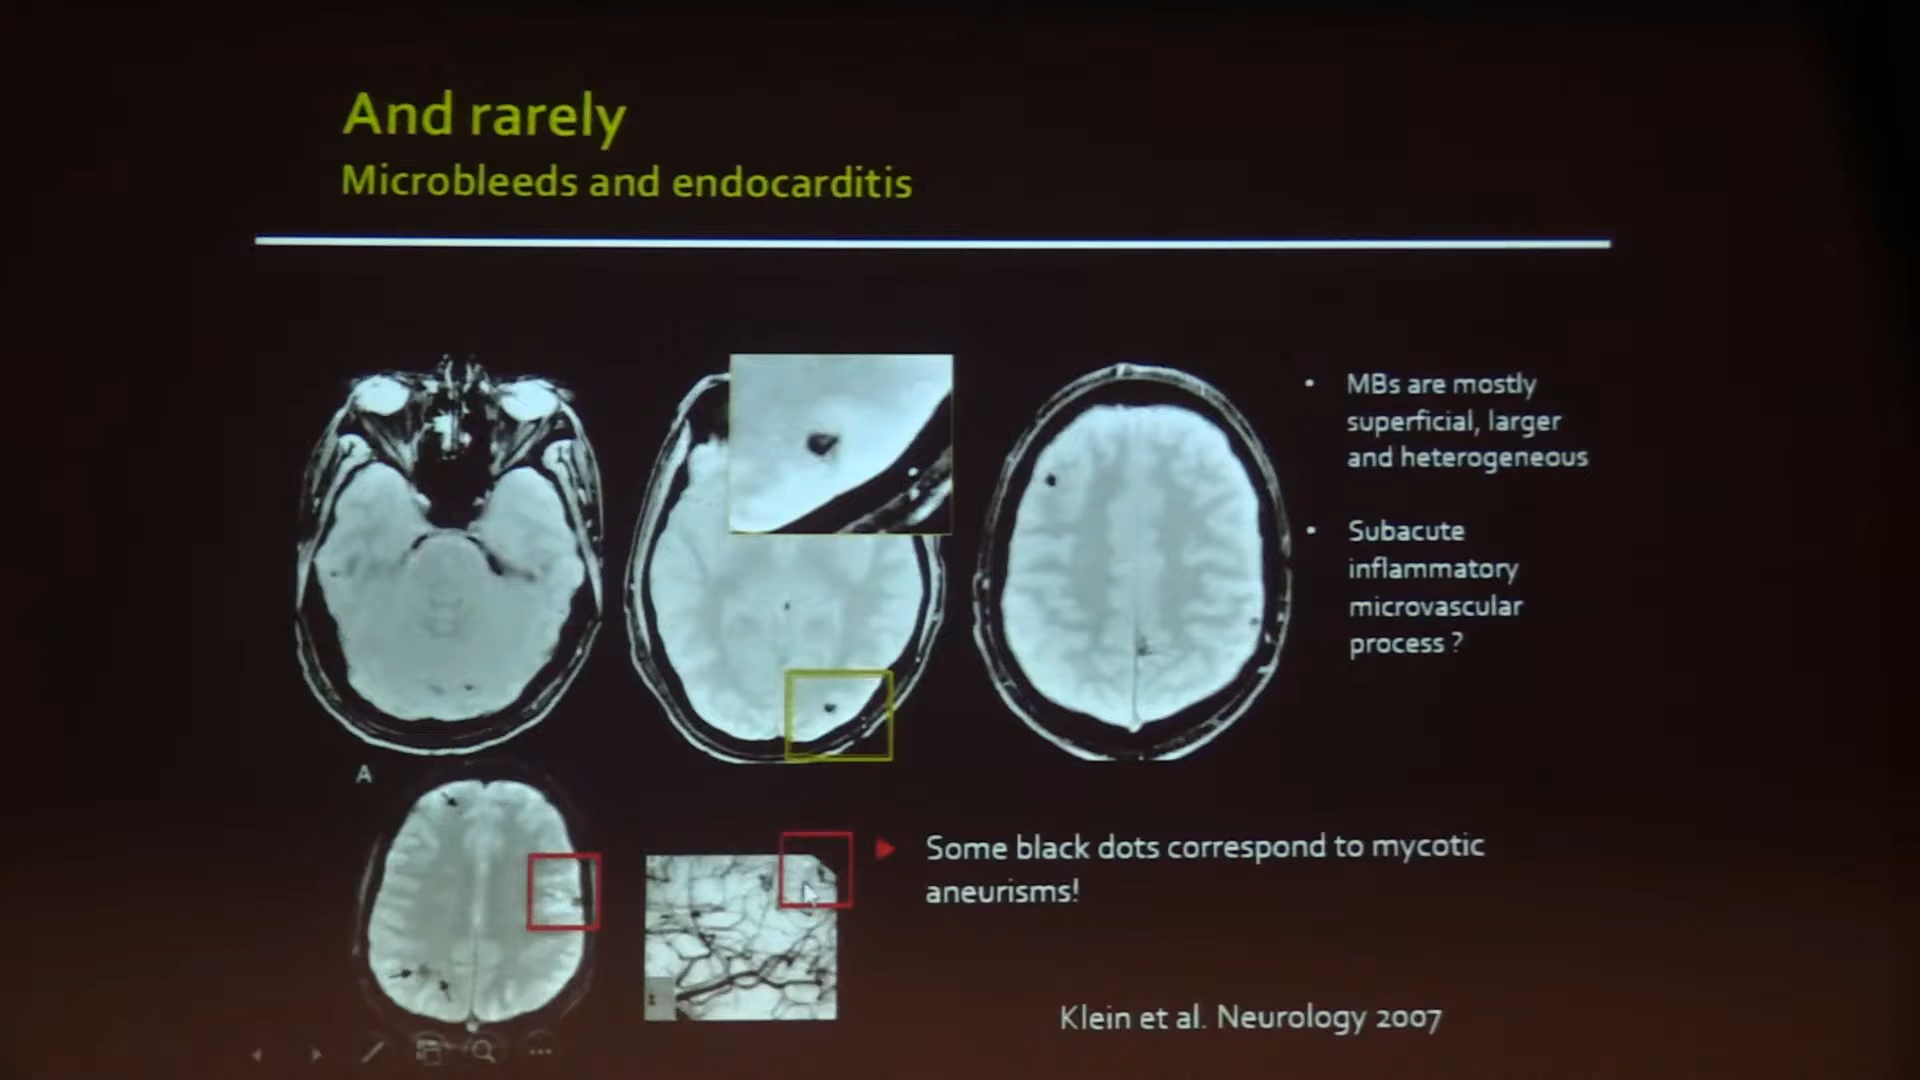 And rarely
Microbleeds and endocarditis
• MBs are mostly
superficial, larger
and heterogeneous
• Subacute
inflammatory
microvascular
process ?
A
Some black dots correspond to mycotic
aneurisms!
Klein et al. Neurology 2007